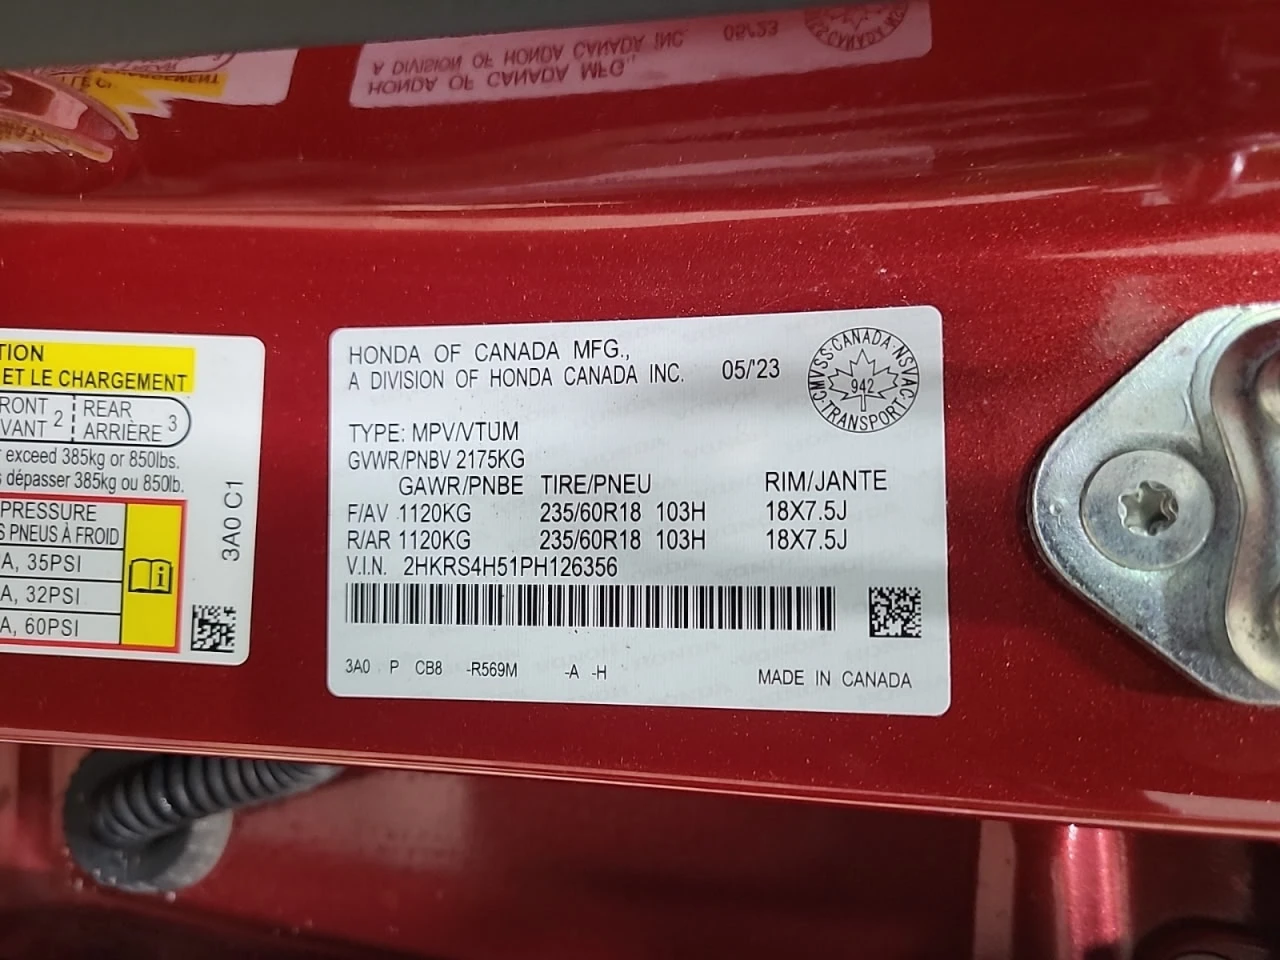 HONDA OF CANADA MFG.,
A DIVISION OF HONDA CANADA INC. 05/'23
CMVSS·CANADA·NSVAC·TRANSPORT
942
TYPE: MPV/VTUM
GVWR/PNBV 2175KG
GAWR/PNBE TIRE/PNEU RIM/JANTE
F/AV 1120KG 235/60R18 103H 18X7.5J
R/AR 1120KG 235/60R18 103H 18X7.5J
V.I.N. 2HKRS4H51PH126356
3A0 P CB8 -R569M -A -H MADE IN CANADA
TION
ET LE CHARGEMENT
RONT 2 REAR 3
VANT ARRIÈRE
r exceed 385kg or 850lbs.
s dépasser 385kg ou 850lb.
PRESSURE
S PNEUS À FROID
A, 35PSI
A, 32PSI
A, 60PSI
3A0 C1
HONDA OF CANADA MFG.,
A DIVISION OF HONDA CANADA INC. 05/'23